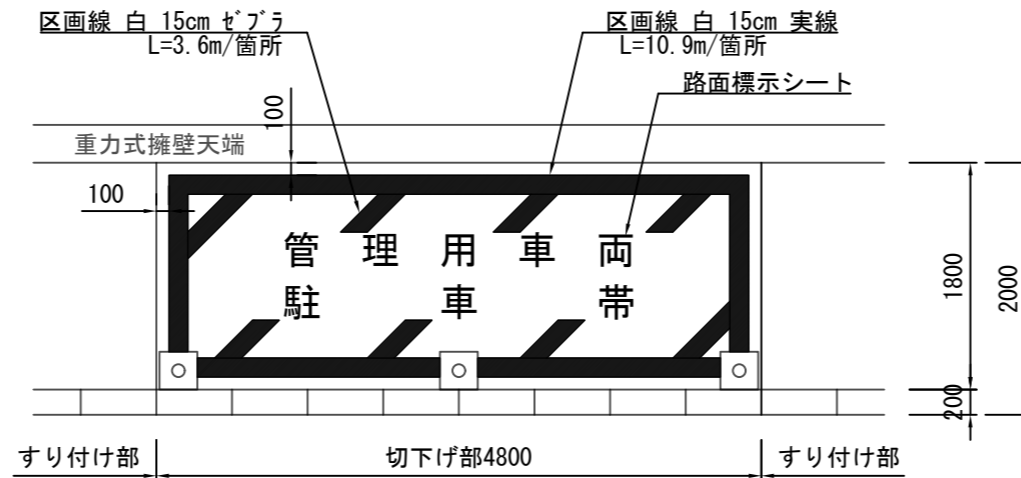 区画線 白 15cm ｾﾞﾌﾞﾗ
L=3.6m/箇所
区画線 白 15cm 実線
L=10.9m/箇所
路面標示シート
100
重力式擁壁天端
100
管理用車両
駐車帯
1800
2000
200
すり付け部
切下げ部4800
すり付け部